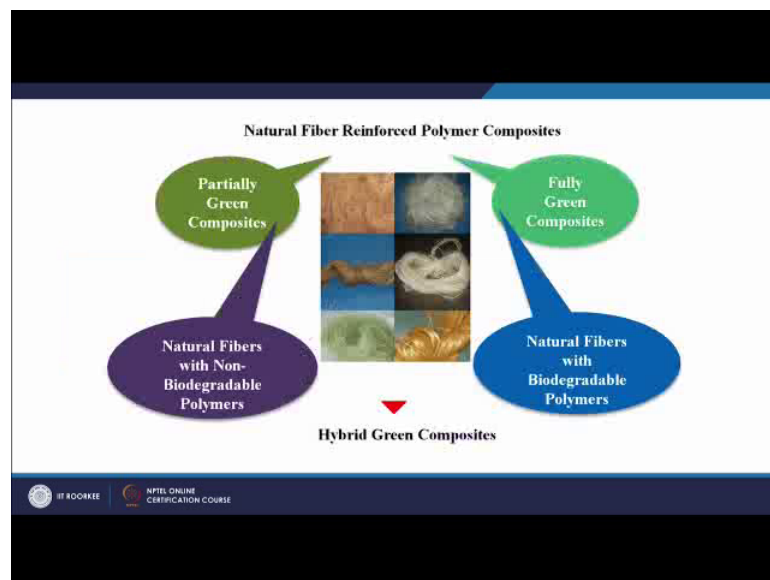 Natural Fiber Reinforced Polymer Composites
Partially
Green
Composites
Fully
Green
Composites
Natural Fibers
with Non-
Biodegradable
Polymers
Natural Fibers
with
Biodegradable
Polymers
Hybrid Green Composites
IIT ROORKEE
NPTEL ONLINE
CERTIFICATION COURSE